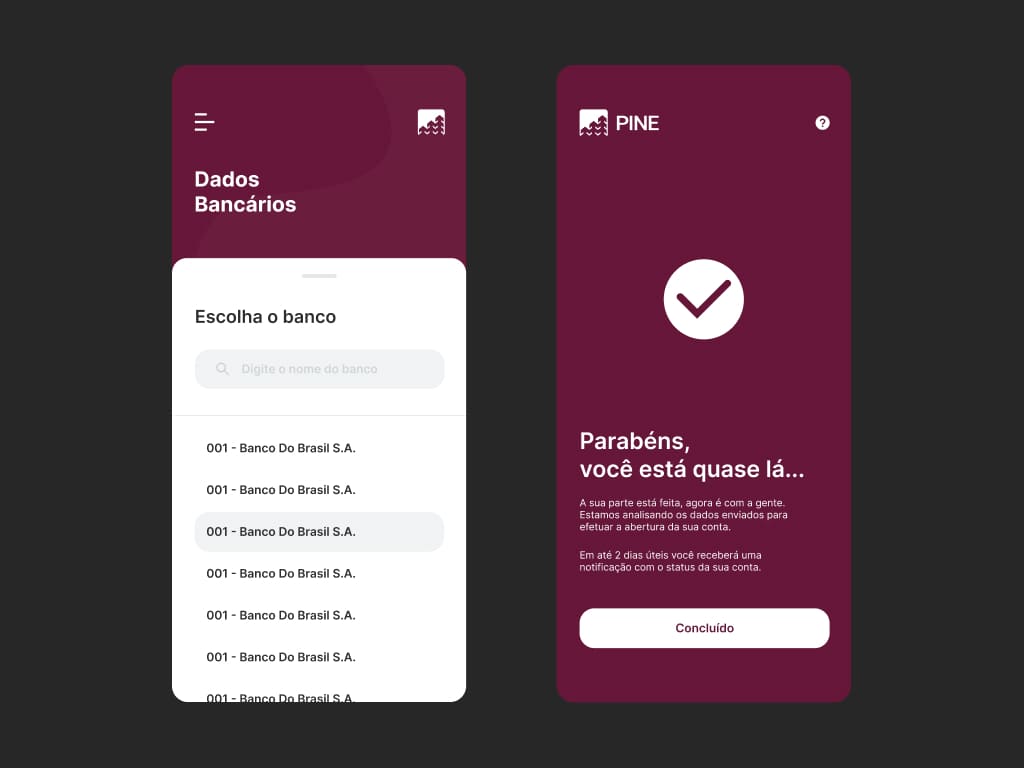 Dados
Bancários
Escolha o banco
Digite o nome do banco
001 - Banco Do Brasil S.A.
001 - Banco Do Brasil S.A.
001 - Banco Do Brasil S.A.
001 - Banco Do Brasil S.A.
001 - Banco Do Brasil S.A.
001 - Banco Do Brasil S.A.
001 - Banco Do Brasil S.A.
PINE
?
Parabéns,
você está quase lá...
A sua parte está feita, agora é com a gente.
Estamos analisando os dados enviados para
efetuar a abertura da sua conta.
Em até 2 dias úteis você receberá uma
notificação com o status da sua conta.
Concluído